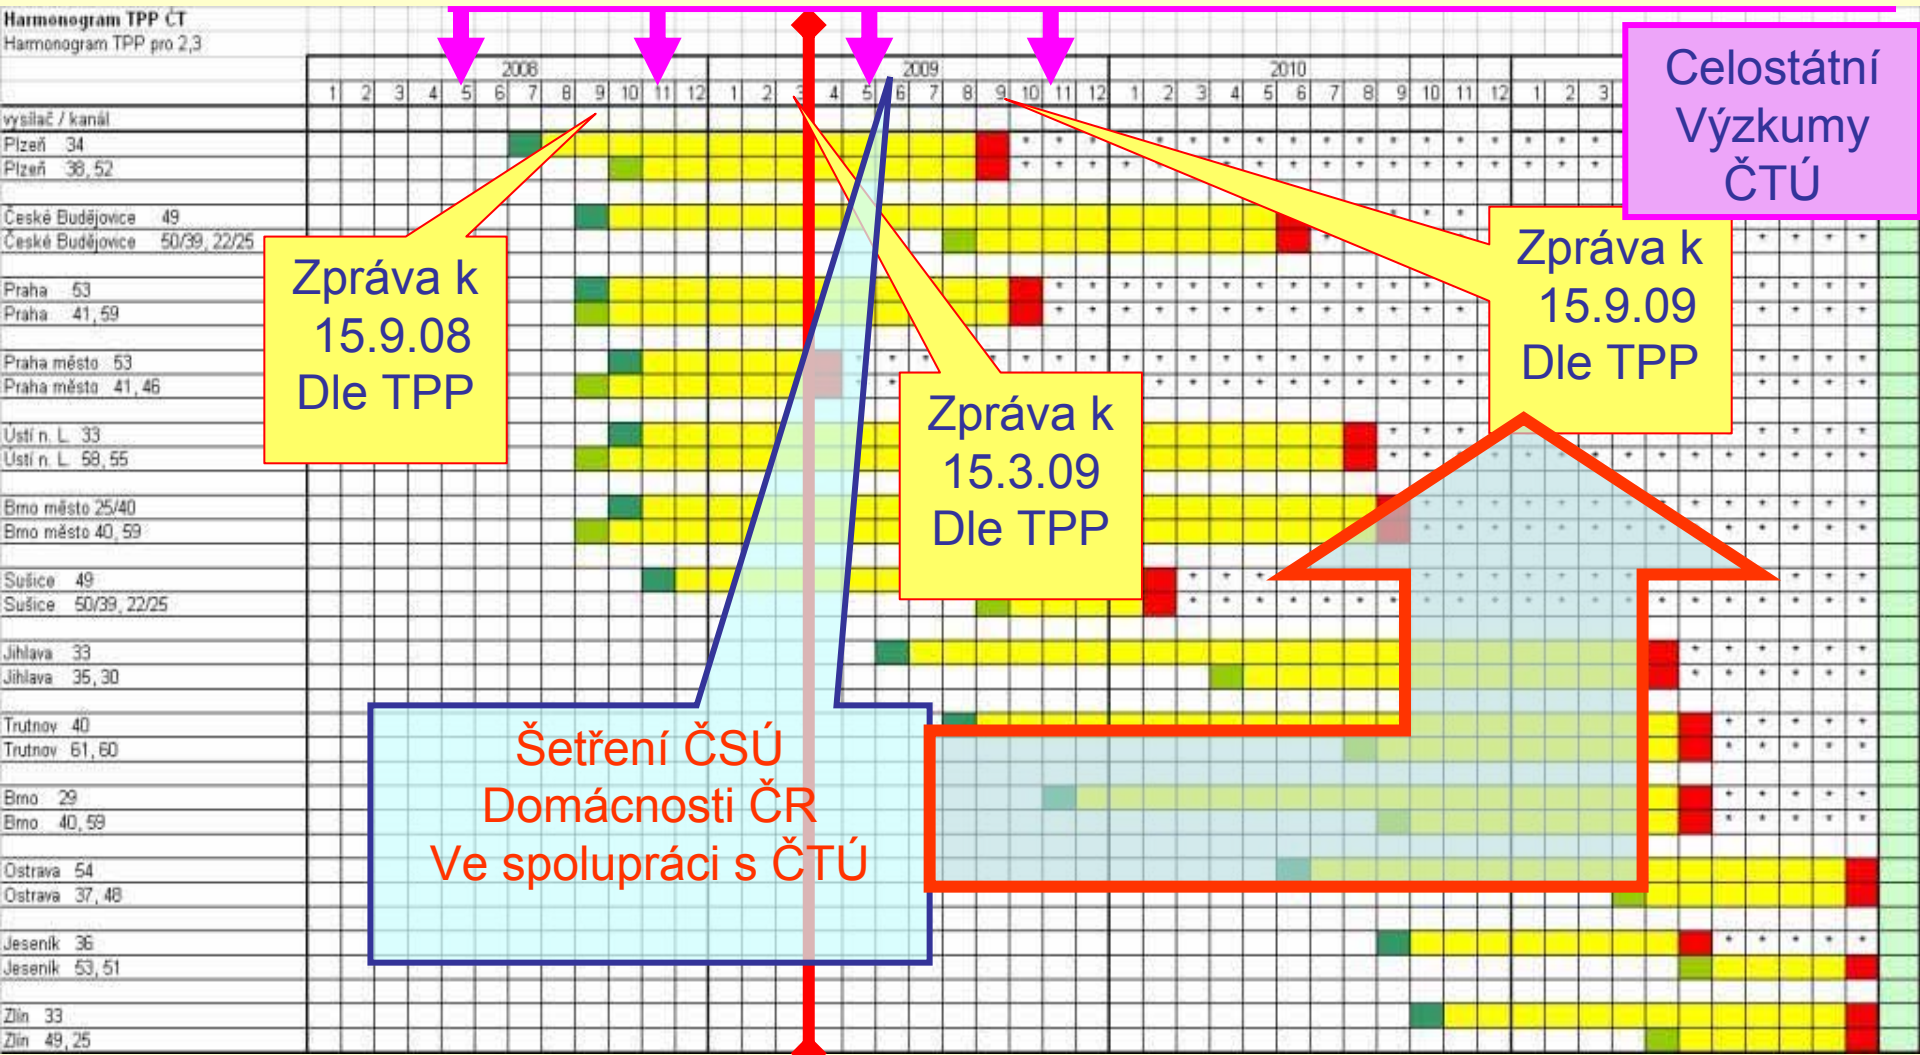 Harmonogram TPP ČT
Harmonogram TPP pro 2,3
2008 2009 2010
1 2 3 4 5 6 7 8 9 10 11 12 1 2 3 4 5 6 7 8 9 10 11 12 1 2 3 4 5 6 7 8 9 10 11 12 1 2 3
vysílač / kanál
Plzeň 34
Plzeň 38, 52
České Budějovice 49
České Budějovice 50/39, 22/25
Praha 53
Praha 41, 59
Praha město 53
Praha město 41, 46
Ústí n. L. 33
Ústí n. L. 58, 55
Brno město 25/40
Brno město 40, 59
Sušice 49
Sušice 50/39, 22/25
Jihlava 33
Jihlava 35, 30
Trutnov 40
Trutnov 61, 60
Brno 29
Brno 40, 59
Ostrava 54
Ostrava 37, 48
Jeseník 36
Jeseník 53, 51
Zlín 33
Zlín 49, 25
Celostátní
Výzkumy
ČTÚ
Zpráva k
15.9.08
Dle TPP
Zpráva k
15.3.09
Dle TPP
Zpráva k
15.9.09
Dle TPP
Šetření ČSÚ
Domácnosti ČR
Ve spolupráci s ČTÚ